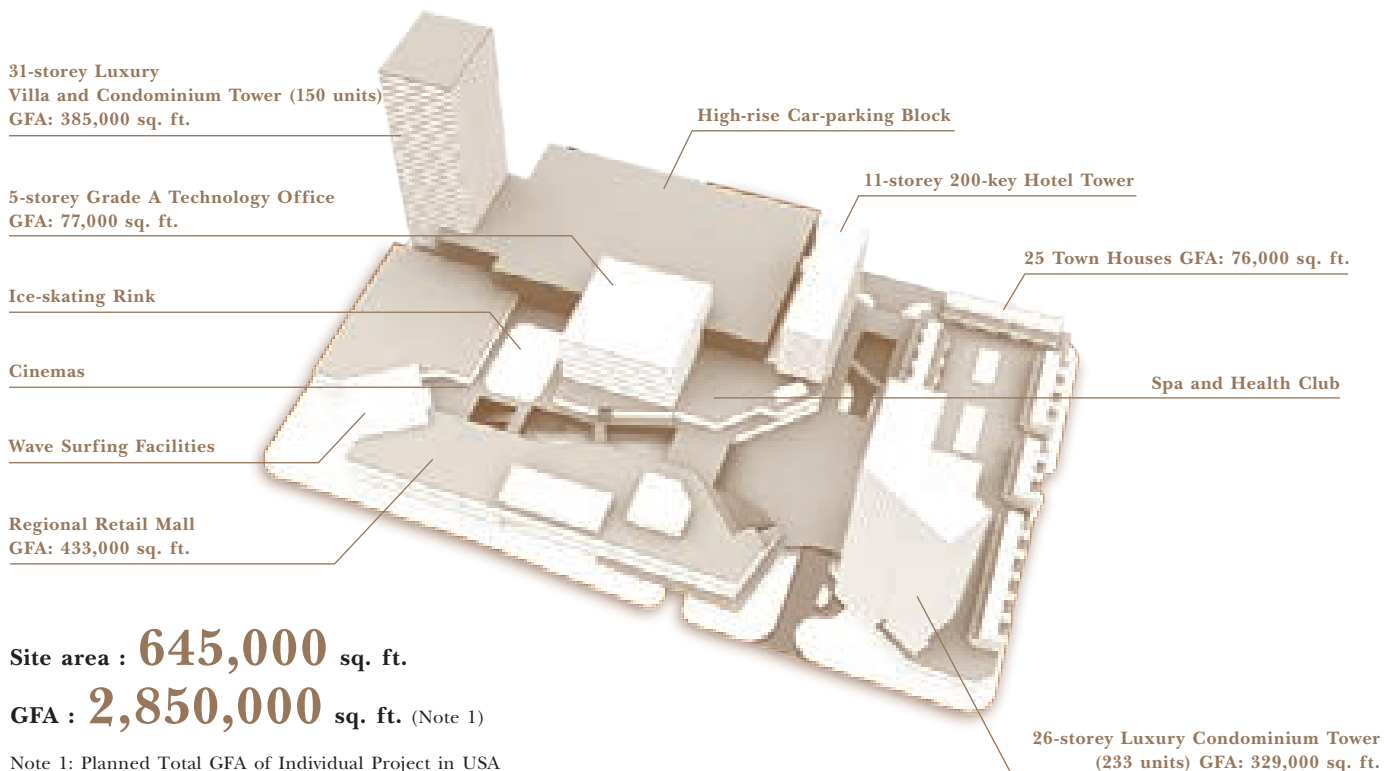 31-storey Luxury
Villa and Condominium Tower (150 units)
GFA: 385,000 sq. ft.
High-rise Car-parking Block
11-storey 200-key Hotel Tower
5-storey Grade A Technology Office
GFA: 77,000 sq. ft.
25 Town Houses GFA: 76,000 sq. ft.
Ice-skating Rink
Cinemas
Spa and Health Club
Wave Surfing Facilities
Regional Retail Mall
GFA: 433,000 sq. ft.
Site area : 645,000 sq. ft.
GFA : 2,850,000 sq. ft. (Note 1)
Note 1: Planned Total GFA of Individual Project in USA
26-storey Luxury Condominium Tower
(233 units) GFA: 329,000 sq. ft.